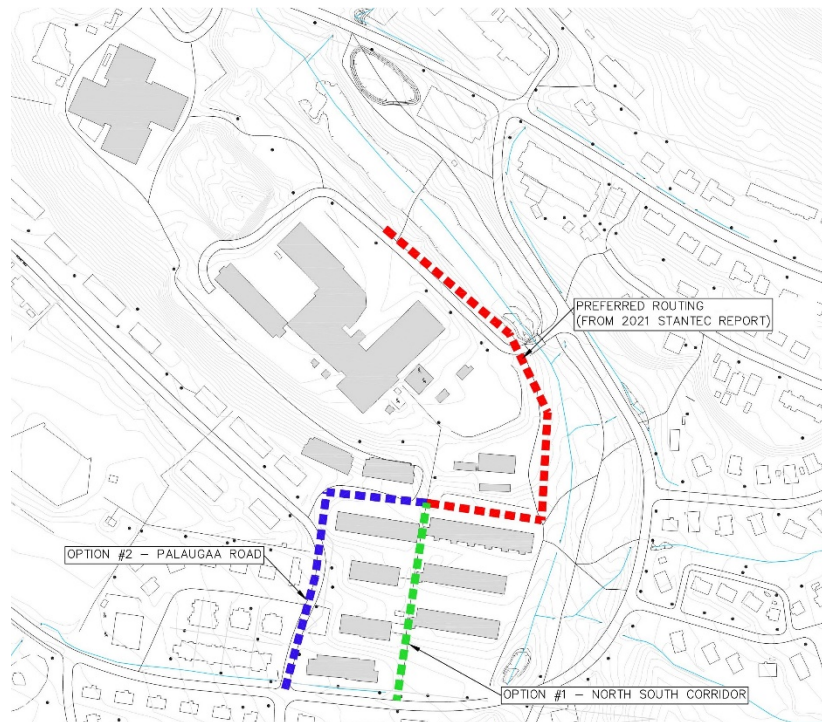 PREFERRED ROUTING
(FROM 2021 STANTEC REPORT)
OPTION #2 – PALAUGAA ROAD
OPTION #1 – NORTH SOUTH CORRIDOR